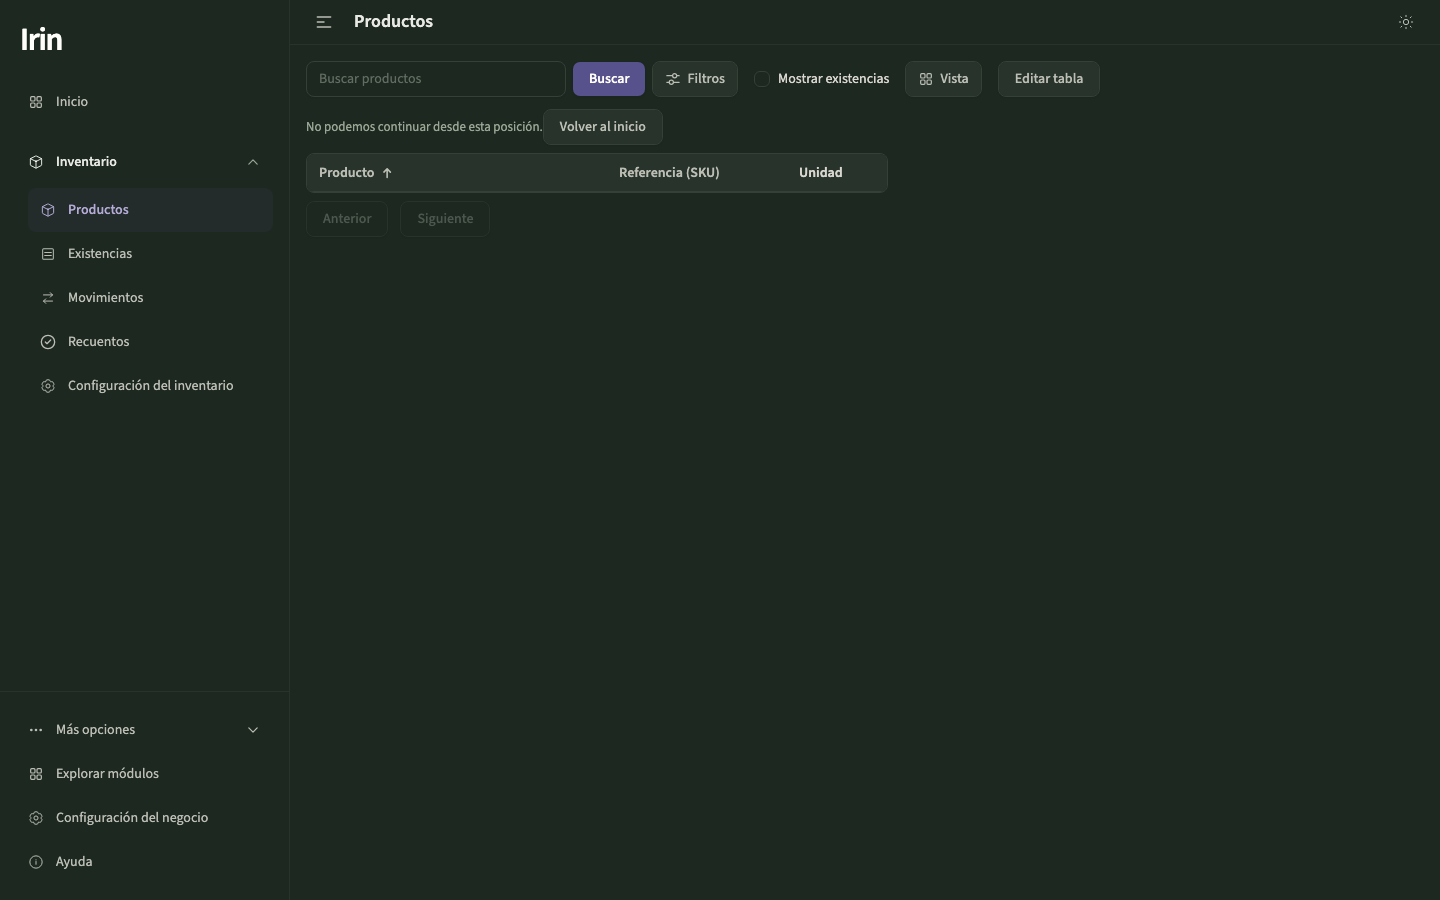 Irin
Productos
Inicio
Inventario
Productos
Existencias
Movimientos
Recuentos
Configuración del inventario
Más opciones
Explorar módulos
Configuración del negocio
Ayuda
Buscar productos Buscar Filtros Mostrar existencias Vista Editar tabla
No podemos continuar desde esta posición. Volver al inicio
Producto Referencia (SKU) Unidad
Anterior Siguiente